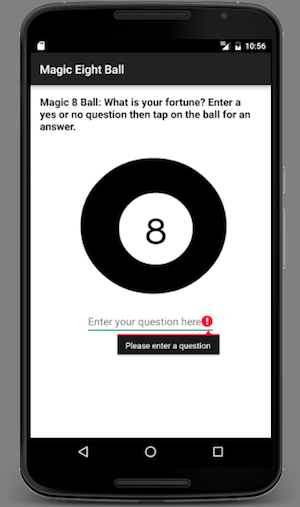 3G 10:56
Magic Eight Ball
Magic 8 Ball: What is your fortune? Enter a
yes or no question then tap on the ball for an
answer.
8
Enter your question here
Please enter a question